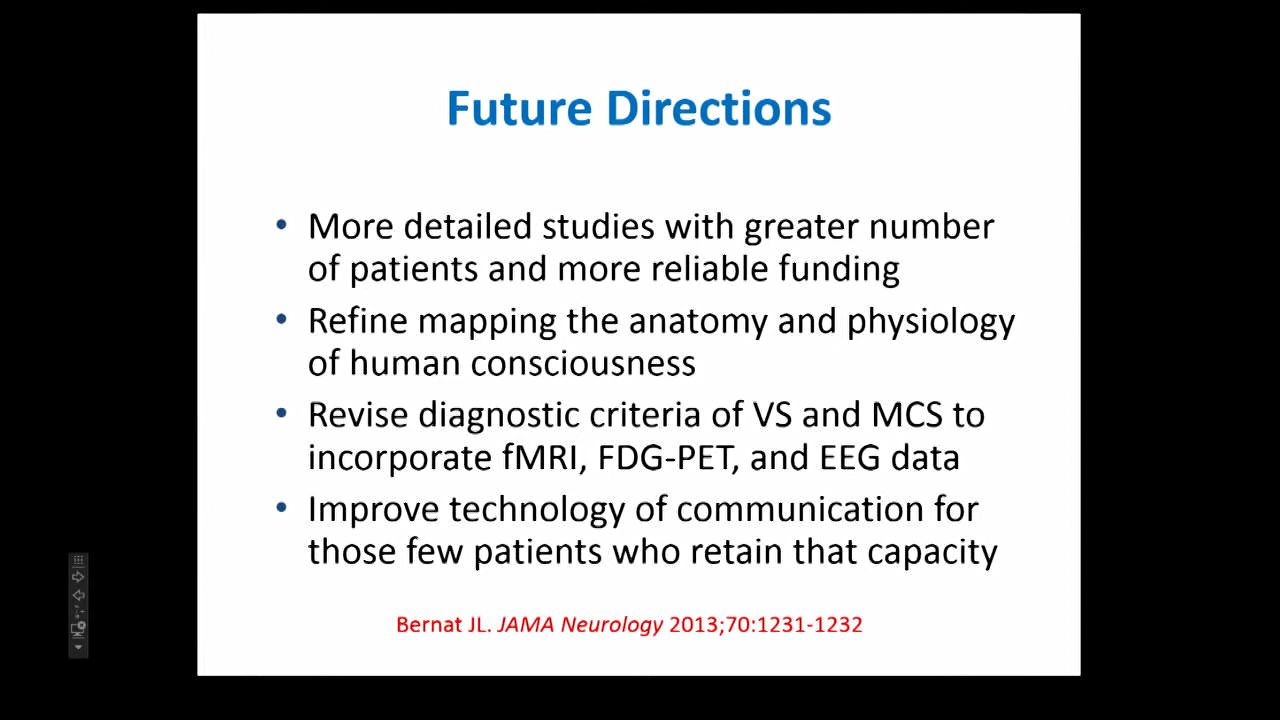 Future Directions
• More detailed studies with greater number
of patients and more reliable funding
• Refine mapping the anatomy and physiology
of human consciousness
• Revise diagnostic criteria of VS and MCS to
incorporate fMRI, FDG-PET, and EEG data
• Improve technology of communication for
those few patients who retain that capacity
Bernat JL. JAMA Neurology 2013;70:1231-1232